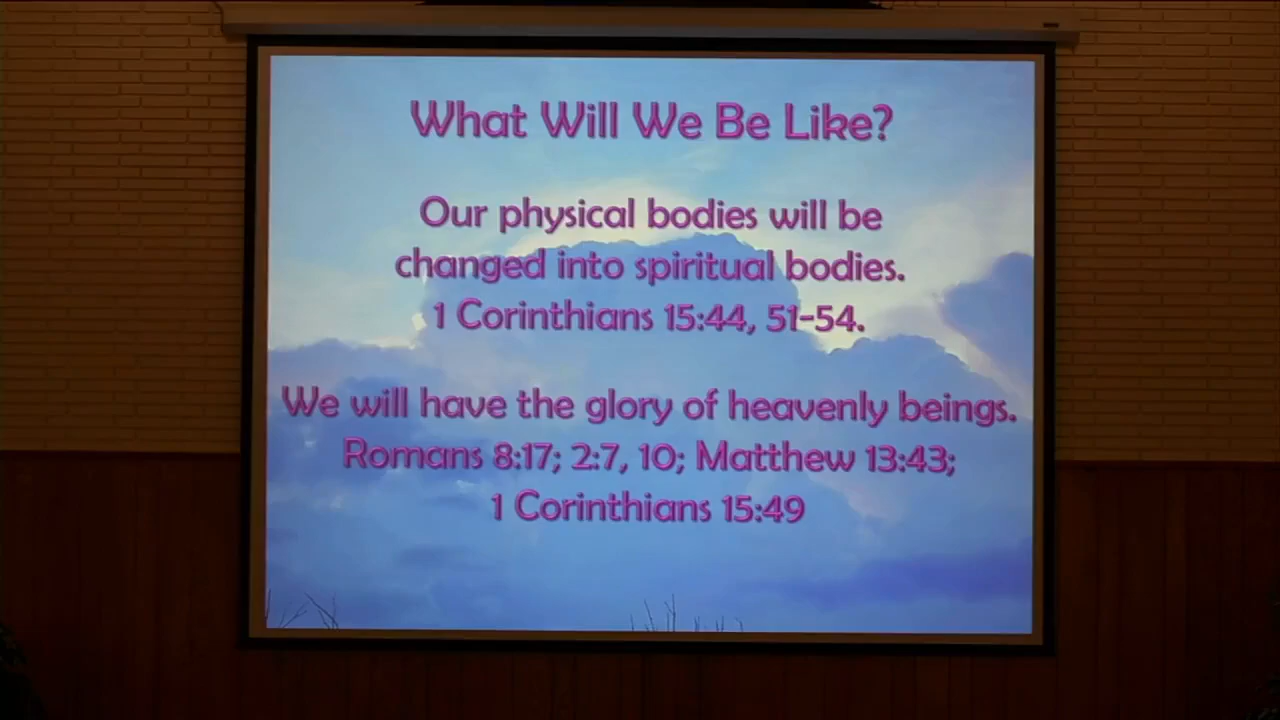 What Will We Be Like?
Our physical bodies will be
changed into spiritual bodies.
1 Corinthians 15:44, 51-54.
We will have the glory of heavenly beings.
Romans 8:17; 2:7, 10; Matthew 13:43;
1 Corinthians 15:49